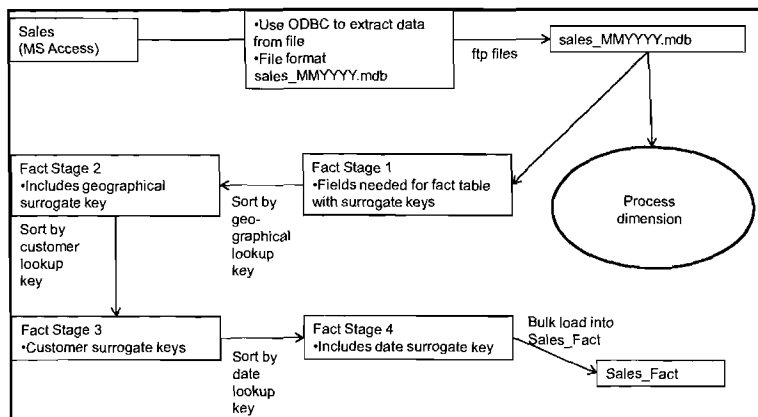 Sales
(MS Access)
•Use ODBC to extract data
from file
•File format
sales_MMYYYY.mdb
ftp files
sales_MMYYYY.mdb
Fact Stage 2
•Includes geographical
surrogate key
Sort by
geo-
graphical
lookup
key
Fact Stage 1
•Fields needed for fact table
with surrogate keys
Process
dimension
Sort by
customer
lookup
key
Fact Stage 3
•Customer surrogate keys
Sort by
date
lookup
key
Fact Stage 4
•Includes date surrogate key
Bulk load into
Sales_Fact
Sales_Fact